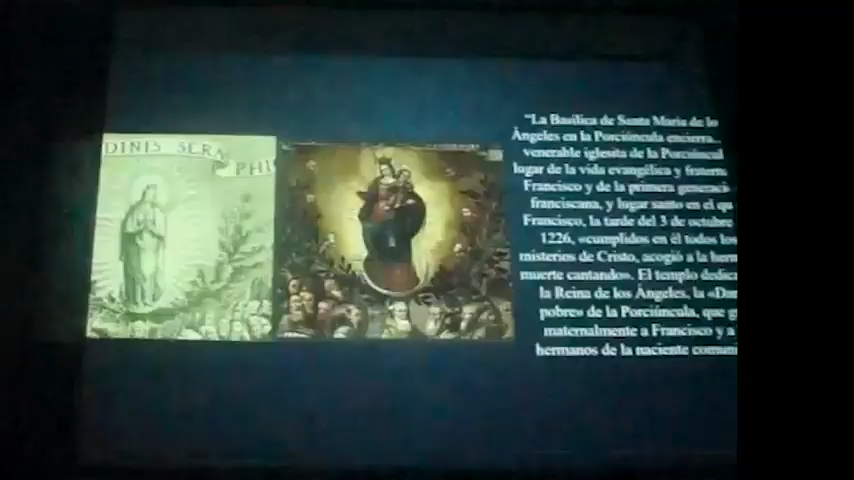 DINIS SERA
PHI
"La Basílica de Santa María de lo
Ángeles en la Porciúncula encierra...
venerable iglesita de la Porciúncul
lugar de la vida evangélica y fratern
Francisco y de la primera generaci
franciscana, y lugar santo en el qu
Francisco, la tarde del 3 de octubre
1226, «cumplidos en él todos los
misterios de Cristo, acogió a la herm
muerte cantando». El templo dedica
la Reina de los Ángeles, la «Dam
pobre» de la Porciúncula, que g
maternalmente a Francisco y a
hermanos de la naciente comuni